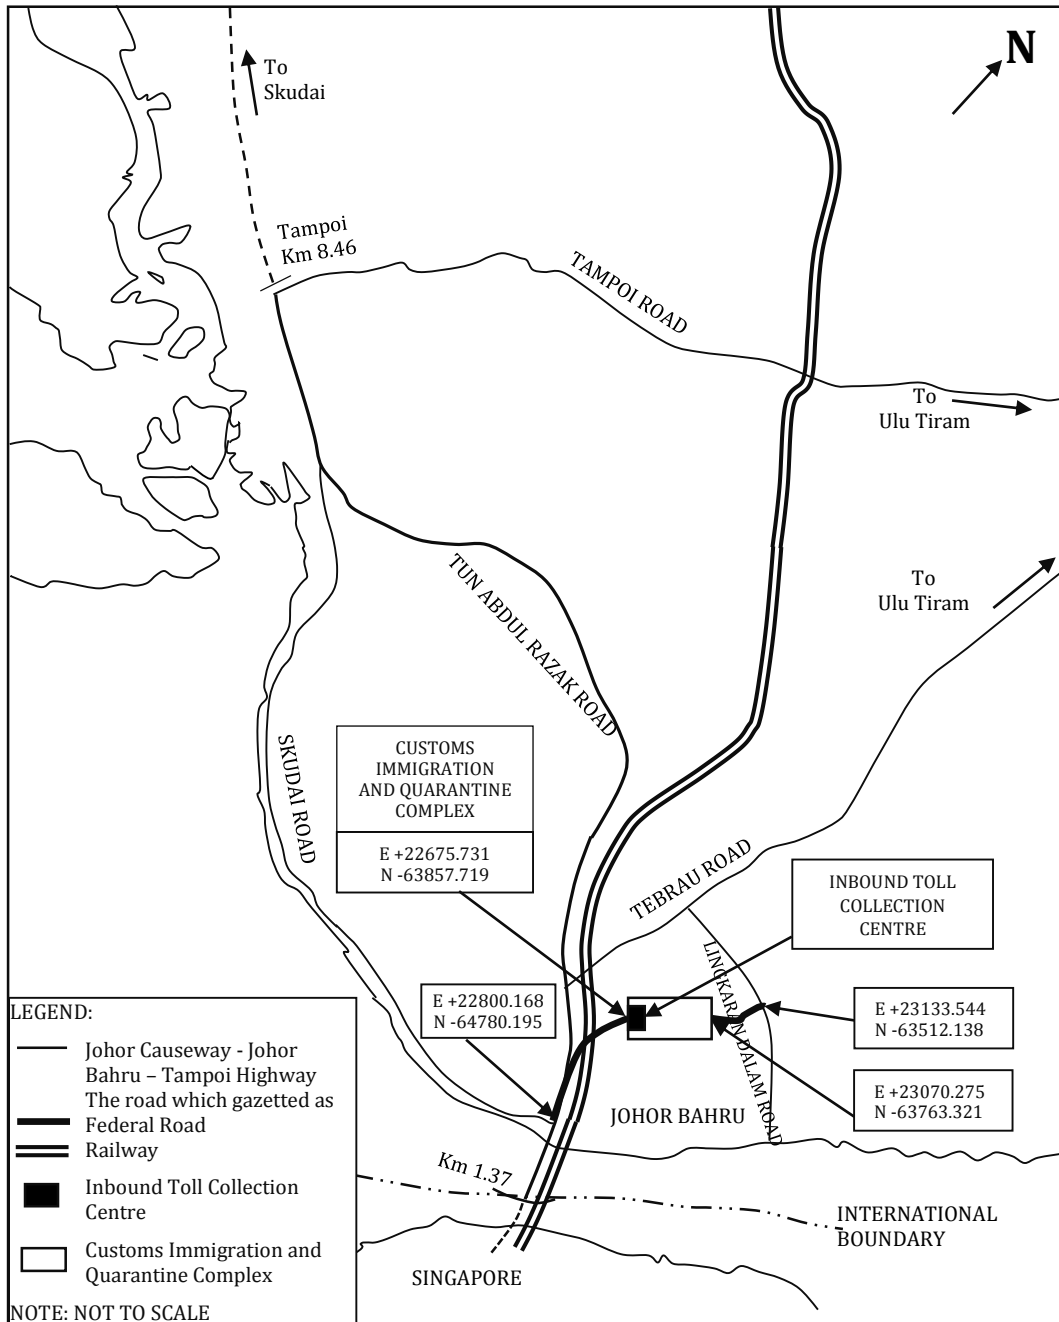 N
To
Skudai
Tampoi
Km 8.46
TAMPOI ROAD
To
Ulu Tiram
To
Ulu Tiram
TUN ABDUL RAZAK ROAD
SKUDAI ROAD
CUSTOMS
IMMIGRATION
AND QUARANTINE
COMPLEX
E +22675.731
N -63857.719
TEBRAU ROAD
INBOUND TOLL
COLLECTION
CENTRE
LINGKARAN DALAM ROAD
E +22800.168
N -64780.195
E +23133.544
N -63512.138
E +23070.275
N -63763.321
JOHOR BAHRU
Km 1.37
INTERNATIONAL
BOUNDARY
SINGAPORE
LEGEND:
Johor Causeway - Johor
Bahru – Tampoi Highway
The road which gazetted as
Federal Road
Railway
Inbound Toll Collection
Centre
Customs Immigration and
Quarantine Complex
NOTE: NOT TO SCALE